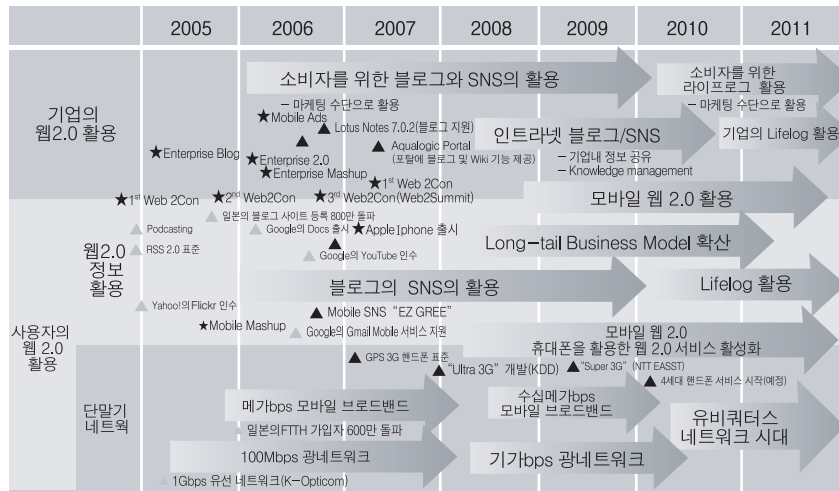 2005 2006 2007 2008 2009 2010 2011
기업의
웹2.0 활용
소비자를 위한 블로그와 SNS의 활용
소비자를 위한
라이프로그 활용
– 마케팅 수단으로 활용
– 마케팅 수단으로 활용
★Mobile Ads
▲ Lotus Notes 7.0.2(블로그 지원)
인트라넷 블로그/SNS
기업의 Lifelog 활용
▲ Aqualogic Portal
(포탈에 블로그 및 Wiki 기능 제공)
★Enterprise Blog
★Enterprise 2.0
★Enterprise Mashup
– 기업내 정보 공유
– Knowledge management
★1st Web 2Con
★1st Web 2Con
★2nd Web2Con
★3rd Web2Con(Web2Summit)
모바일 웹 2.0 활용
웹2.0
정보
활용
▲ 일본의 블로그 사이트 등록 800만 돌파
▲ Podcasting
▲ Google의 Docs 출시
★Apple Iphone 출시
▲ RSS 2.0 표준
▲ Google의 YouTube 인수
Long-tail Business Model 확산
블로그의 SNS의 활용
Lifelog 활용
▲ Yahoo!의 Flickr 인수
▲ Mobile SNS “EZ GREE”
사용자의
웹 2.0
활용
★Mobile Mashup
▲ Google의 Gmail Mobile 서비스 지원
모바일 웹 2.0
휴대폰을 활용한 웹 2.0 서비스 활성화
▲ GPS 3G 핸드폰 표준
▲ “Ultra 3G” 개발(KDD)
▲ “Super 3G” (NTT EASST)
▲ 4세대 핸드폰 서비스 시작(예정)
단말기
네트웍
메가bps 모바일 브로드밴드
수십메가bps
모바일 브로드밴드
유비쿼터스
네트워크 시대
▲ 일본의FTTH 가입자 600만 돌파
100Mbps 광네트워크
기가bps 광네트워크
▲ 1Gbps 유선 네트워크(K-Opticom)